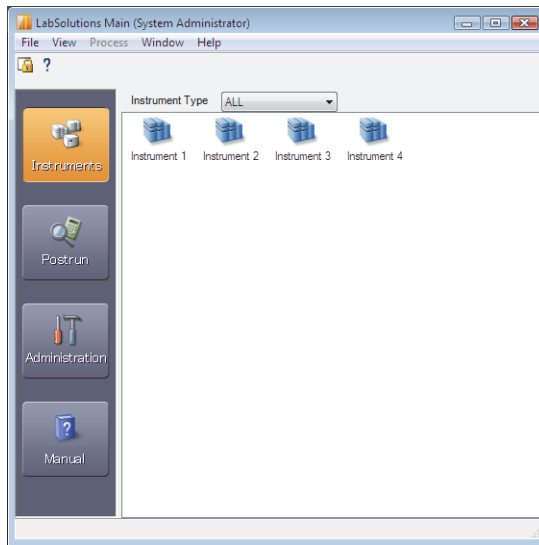 LabSolutions Main (System Administrator)
File View Process Window Help
?
Instrument Type ALL
Instruments
Instrument 1 Instrument 2 Instrument 3 Instrument 4
Postrun
Administration
?
Manual